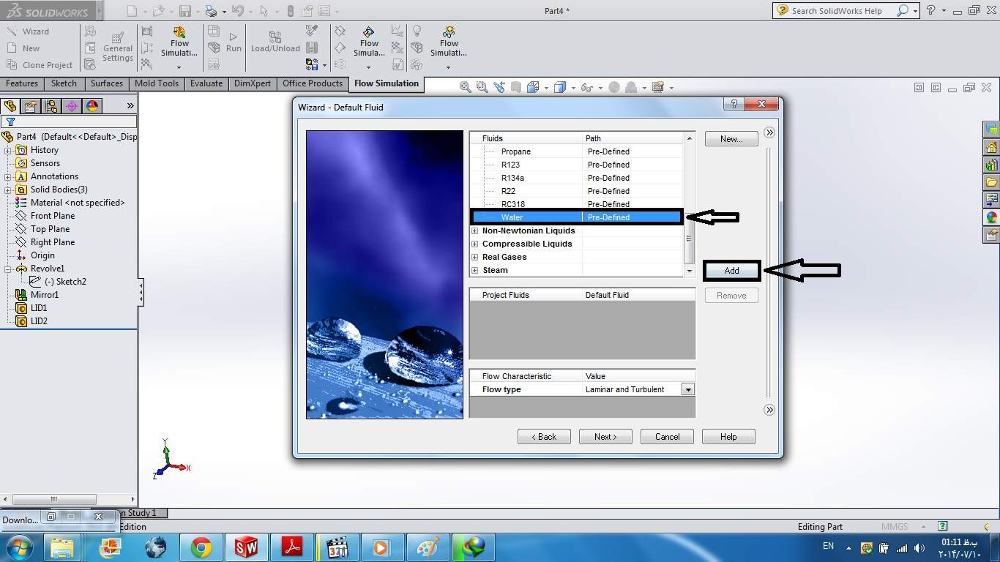 SOLIDWORKS
Part4 *
Search SolidWorks Help
Wizard
New
Clone Project
General
Settings
Flow
Simulati...
Run
Load/Unload
Flow
Simula...
Flow
Simulati...
Features
Sketch
Surfaces
Mold Tools
Evaluate
DimXpert
Office Products
Flow Simulation
Part4 (Default<<Default>_Disp
History
Sensors
Annotations
Solid Bodies(3)
Material <not specified>
Front Plane
Top Plane
Right Plane
Origin
Revolve1
(-) Sketch2
Mirror1
LID1
LID2
Wizard - Default Fluid
Fluids Path
Propane Pre-Defined
R123 Pre-Defined
R134a Pre-Defined
R22 Pre-Defined
RC318 Pre-Defined
Water Pre-Defined
Non-Newtonian Liquids
Compressible Liquids
Real Gases
Steam
New...
Add
Remove
Project Fluids Default Fluid
Flow Characteristic Value
Flow type Laminar and Turbulent
< Back
Next >
Cancel
Help
Y
X
Z
n Study 1
Downlo...
Edition
Editing Part
MMGS
EN
01:11 ب.ظ
۲۰۱۴/۰۷/۱۰